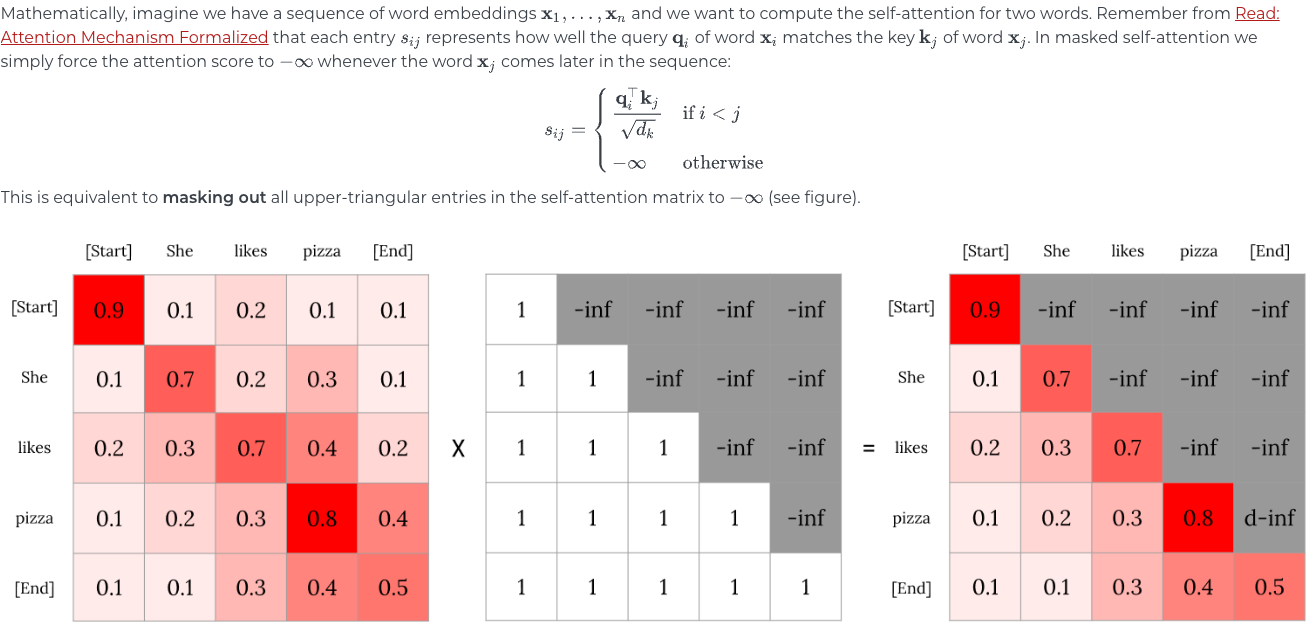 Mathematically, imagine we have a sequence of word embeddings x₁, . . . , xₙ and we want to compute the self-attention for two words. Remember from Read:
Attention Mechanism Formalized that each entry sᵢⱼ represents how well the query qᵢ of word xᵢ matches the key kⱼ of word xⱼ. In masked self-attention we
simply force the attention score to −∞ whenever the word xⱼ comes later in the sequence:
sᵢⱼ = { qᵢ⊤kⱼ / √dₖ if i < j
−∞ otherwise
This is equivalent to masking out all upper-triangular entries in the self-attention matrix to −∞ (see figure).
[Start] She likes pizza [End] [Start] She likes pizza [End]
[Start] 0.9 0.1 0.2 0.1 0.1 1 -inf -inf -inf -inf [Start] 0.9 -inf -inf -inf -inf
She 0.1 0.7 0.2 0.3 0.1 1 1 -inf -inf -inf She 0.1 0.7 -inf -inf -inf
likes 0.2 0.3 0.7 0.4 0.2 X 1 1 1 -inf -inf = likes 0.2 0.3 0.7 -inf -inf
pizza 0.1 0.2 0.3 0.8 0.4 1 1 1 1 -inf pizza 0.1 0.2 0.3 0.8 d-inf
[End] 0.1 0.1 0.3 0.4 0.5 1 1 1 1 1 [End] 0.1 0.1 0.3 0.4 0.5